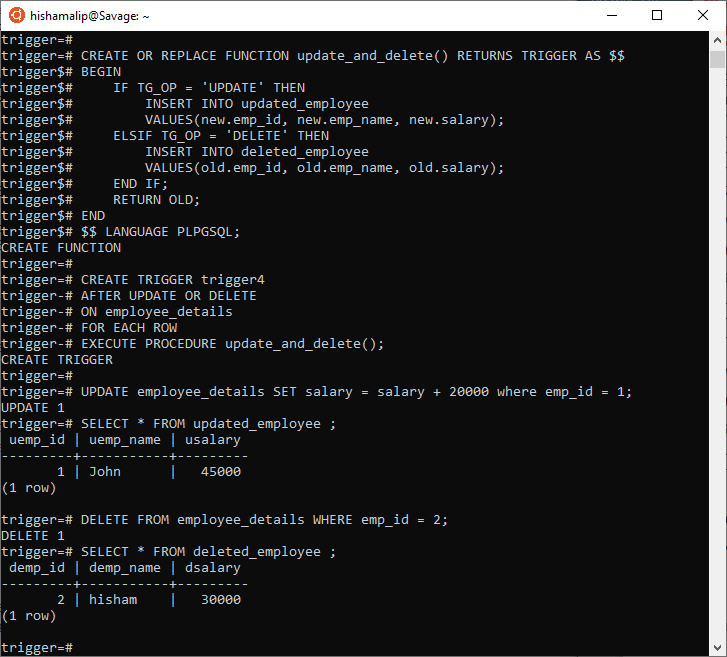 hishamalip@Savage: ~
trigger=#
trigger=# CREATE OR REPLACE FUNCTION update_and_delete() RETURNS TRIGGER AS $$
trigger$# BEGIN
trigger$#     IF TG_OP = 'UPDATE' THEN
trigger$#         INSERT INTO updated_employee
trigger$#         VALUES(new.emp_id, new.emp_name, new.salary);
trigger$#     ELSIF TG_OP = 'DELETE' THEN
trigger$#         INSERT INTO deleted_employee
trigger$#         VALUES(old.emp_id, old.emp_name, old.salary);
trigger$#     END IF;
trigger$#     RETURN OLD;
trigger$# END
trigger$# $$ LANGUAGE PLPGSQL;
CREATE FUNCTION
trigger=#
trigger=# CREATE TRIGGER trigger4
trigger-# AFTER UPDATE OR DELETE
trigger-# ON employee_details
trigger-# FOR EACH ROW
trigger-# EXECUTE PROCEDURE update_and_delete();
CREATE TRIGGER
trigger=#
trigger=# UPDATE employee_details SET salary = salary + 20000 where emp_id = 1;
UPDATE 1
trigger=# SELECT * FROM updated_employee ;
 uemp_id | uemp_name | usalary
---------+-----------+---------
       1 | John      |   45000
(1 row)

trigger=# DELETE FROM employee_details WHERE emp_id = 2;
DELETE 1
trigger=# SELECT * FROM deleted_employee ;
 demp_id | demp_name | dsalary
---------+-----------+---------
       2 | hisham    |   30000
(1 row)

trigger=#